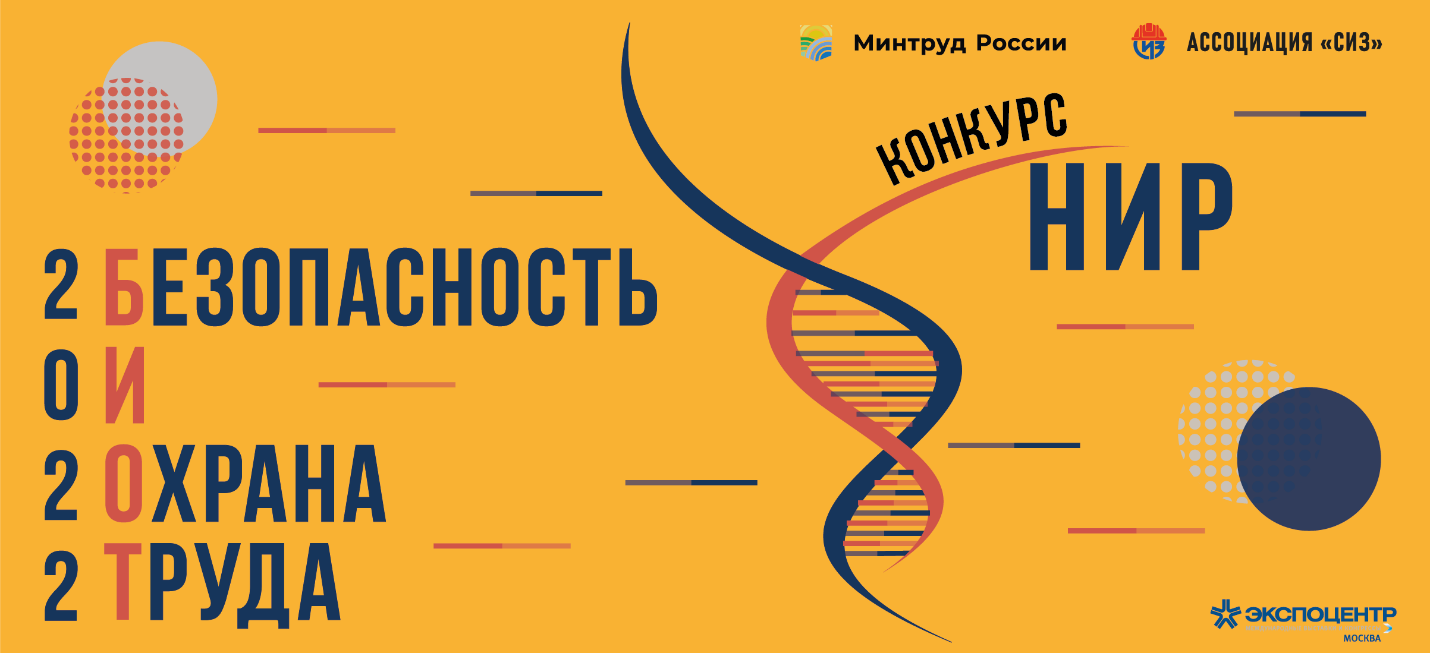 Минтруд России
АССОЦИАЦИЯ «СИЗ»
КОНКУРС
НИР
2 БЕЗОПАСНОСТЬ
0 И
2 ОХРАНА
2 ТРУДА
ЭКСПОЦЕНТР
МОСКВА